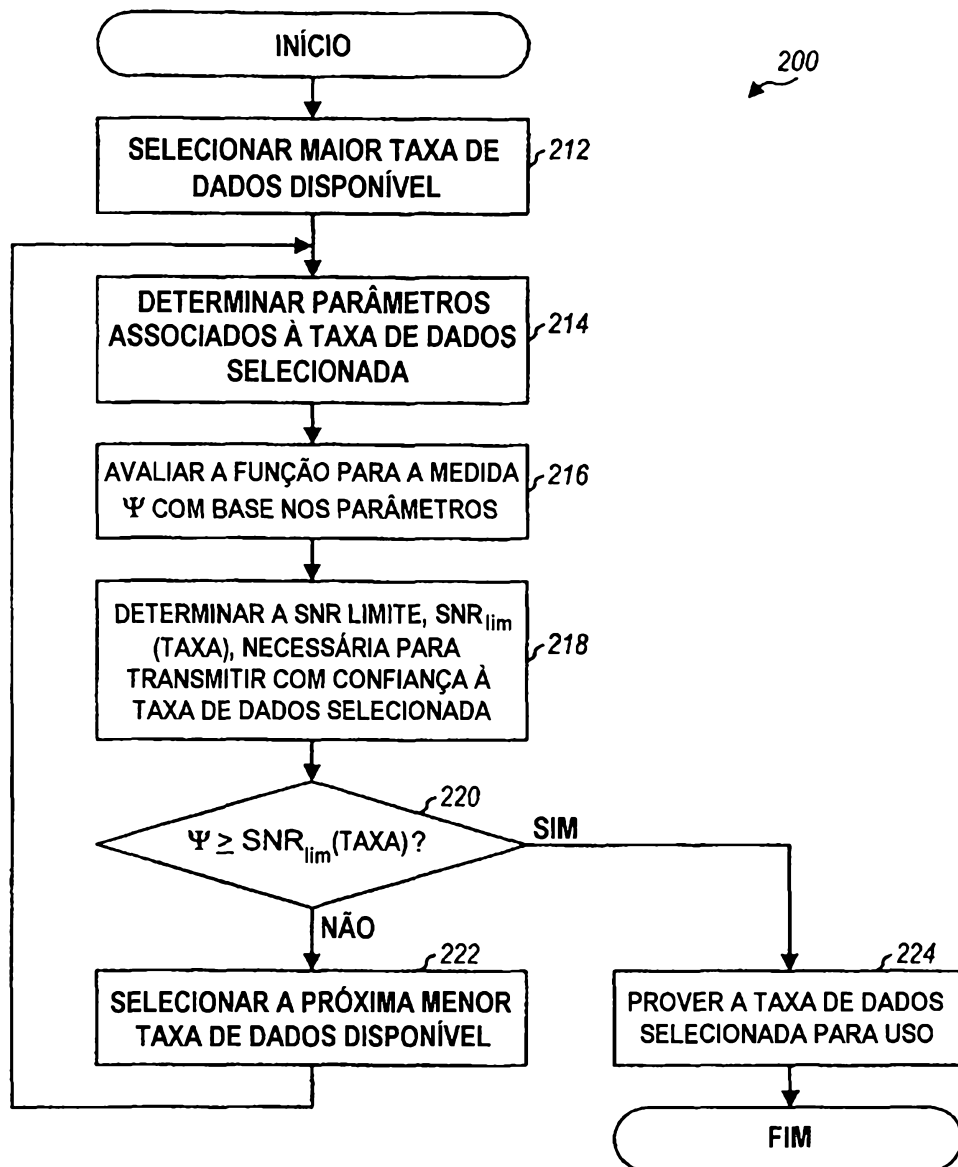 INÍCIO
200
SELECIONAR MAIOR TAXA DE
DADOS DISPONÍVEL
212
DETERMINAR PARÂMETROS
ASSOCIADOS À TAXA DE DADOS
SELECIONADA
214
AVALIAR A FUNÇÃO PARA A MEDIDA
Ψ COM BASE NOS PARÂMETROS
216
DETERMINAR A SNR LIMITE, SNRlim
(TAXA), NECESSÁRIA PARA
TRANSMITIR COM CONFIANÇA À
TAXA DE DADOS SELECIONADA
218
220
Ψ ≥ SNRlim(TAXA)?
SIM
NÃO
222
SELECIONAR A PRÓXIMA MENOR
TAXA DE DADOS DISPONÍVEL
224
PROVER A TAXA DE DADOS
SELECIONADA PARA USO
FIM